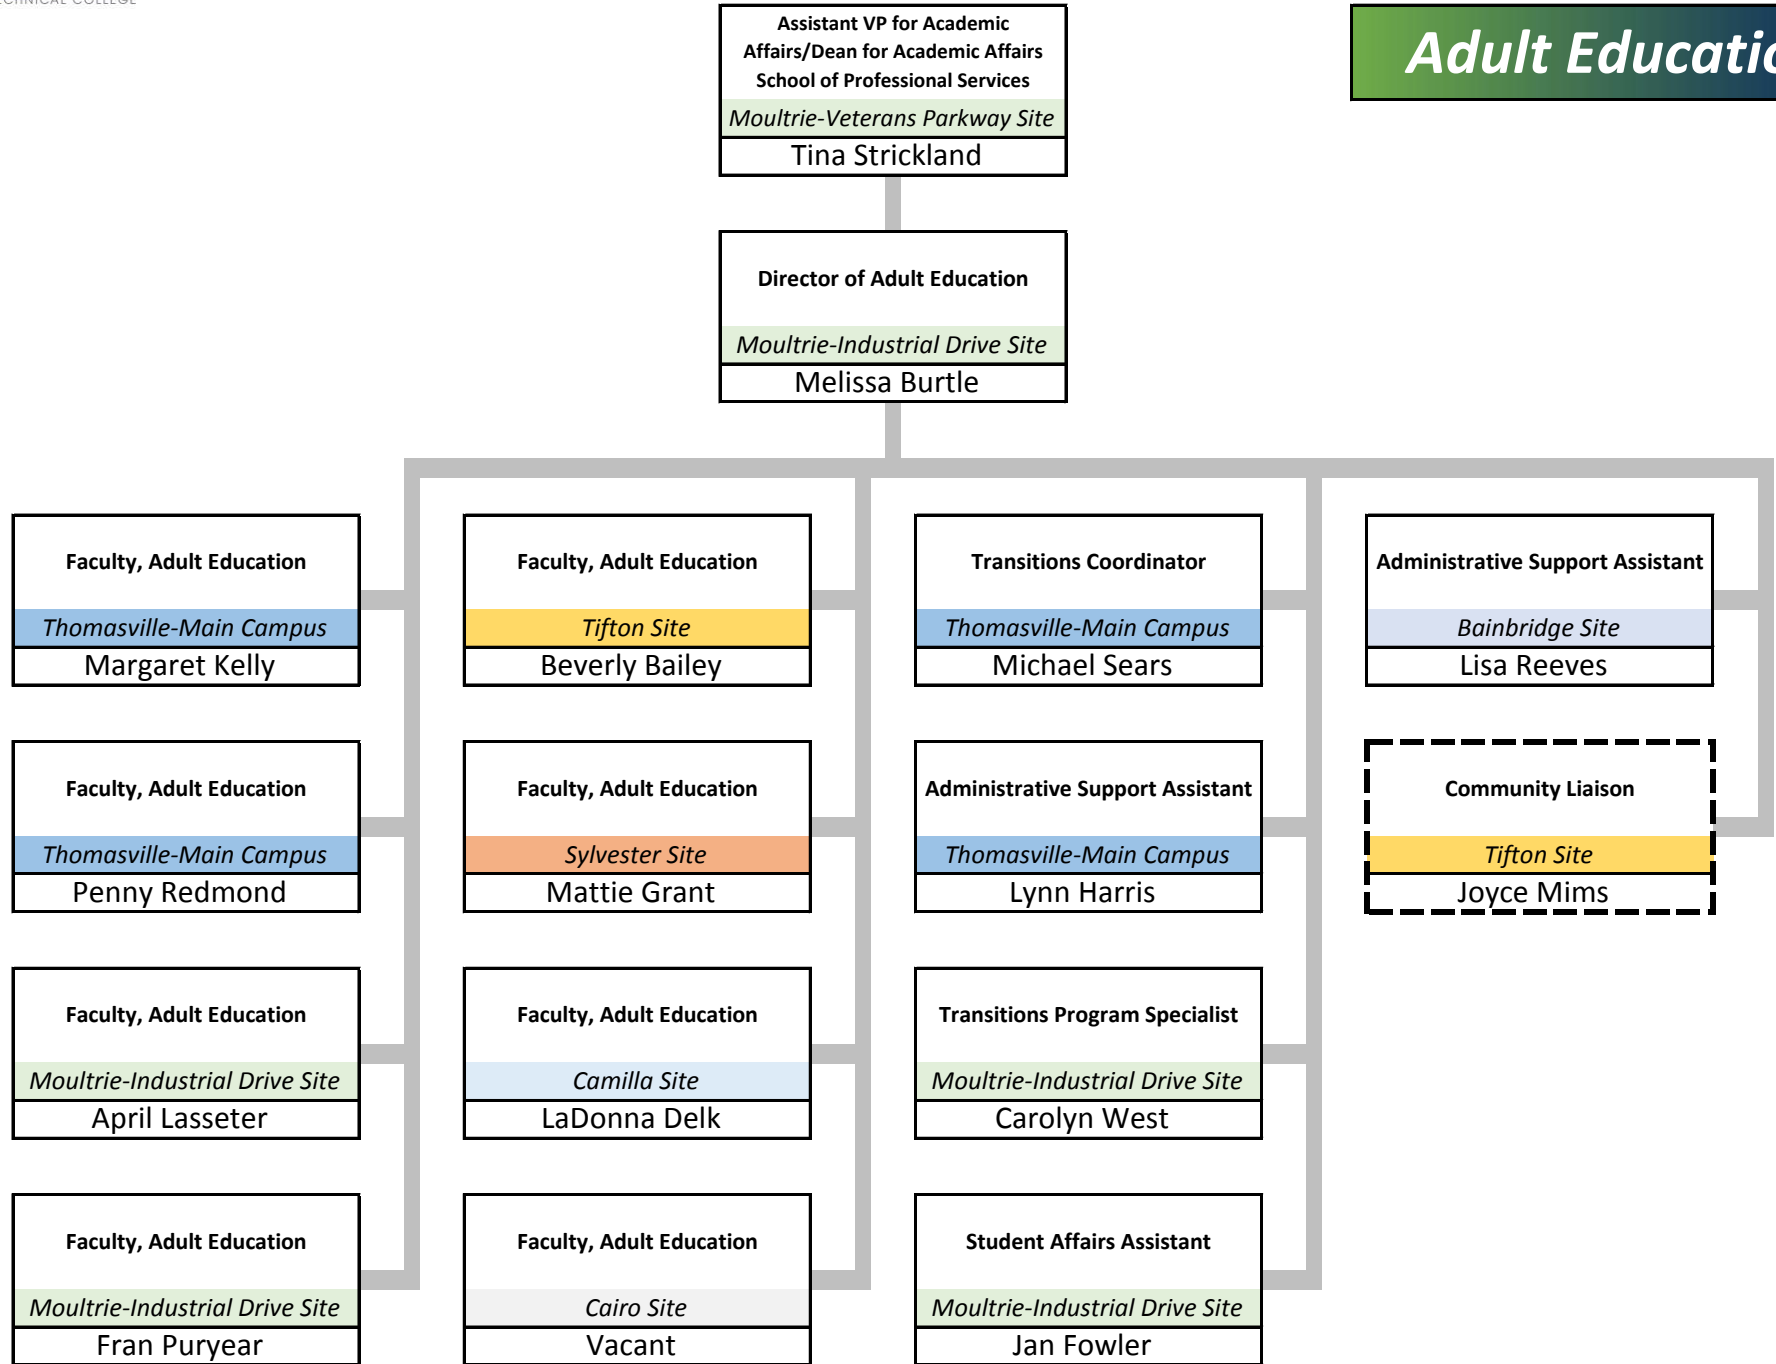 TECHNICAL COLLEGE
Assistant VP for Academic
Affairs/Dean for Academic Affairs
School of Professional Services
Moultrie-Veterans Parkway Site
Tina Strickland
Adult Educatio
Director of Adult Education
Moultrie-Industrial Drive Site
Melissa Burtle
Faculty, Adult Education
Thomasville-Main Campus
Margaret Kelly
Faculty, Adult Education
Tifton Site
Beverly Bailey
Transitions Coordinator
Thomasville-Main Campus
Michael Sears
Administrative Support Assistant
Bainbridge Site
Lisa Reeves
Faculty, Adult Education
Thomasville-Main Campus
Penny Redmond
Faculty, Adult Education
Sylvester Site
Mattie Grant
Administrative Support Assistant
Thomasville-Main Campus
Lynn Harris
Community Liaison
Tifton Site
Joyce Mims
Faculty, Adult Education
Moultrie-Industrial Drive Site
April Lasseter
Faculty, Adult Education
Camilla Site
LaDonna Delk
Transitions Program Specialist
Moultrie-Industrial Drive Site
Carolyn West
Faculty, Adult Education
Moultrie-Industrial Drive Site
Fran Puryear
Faculty, Adult Education
Cairo Site
Vacant
Student Affairs Assistant
Moultrie-Industrial Drive Site
Jan Fowler